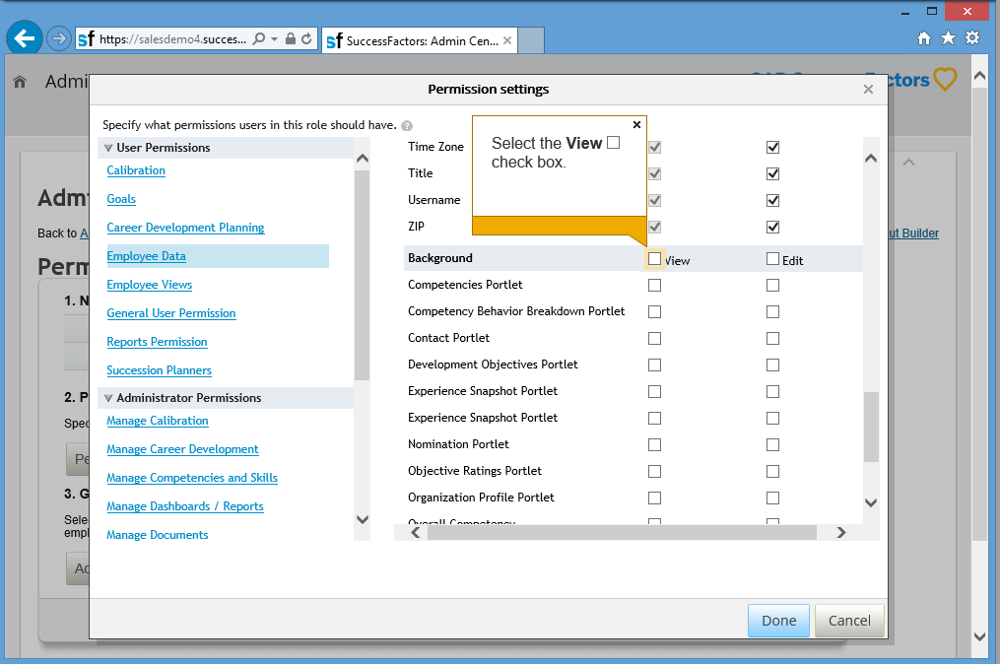 https://salesdemo4.succes...
SuccessFactors: Admin Cen...
Admi
Factors
Permission settings
Specify what permissions users in this role should have.
User Permissions
Calibration
Goals
Career Development Planning
Employee Data
Employee Views
General User Permission
Reports Permission
Succession Planners
Administrator Permissions
Manage Calibration
Manage Career Development
Manage Competencies and Skills
Manage Dashboards / Reports
Manage Documents
Select the View
check box.
Time Zone
Title
Username
ZIP
Background View Edit
Competencies Portlet
Competency Behavior Breakdown Portlet
Contact Portlet
Development Objectives Portlet
Experience Snapshot Portlet
Experience Snapshot Portlet
Nomination Portlet
Objective Ratings Portlet
Organization Profile Portlet
Overall Competency
Done Cancel
Adm
Back to A
ut Builder
Perm
1. N
2. P
Spec
Pe
3. G
Selec
empl
Ad